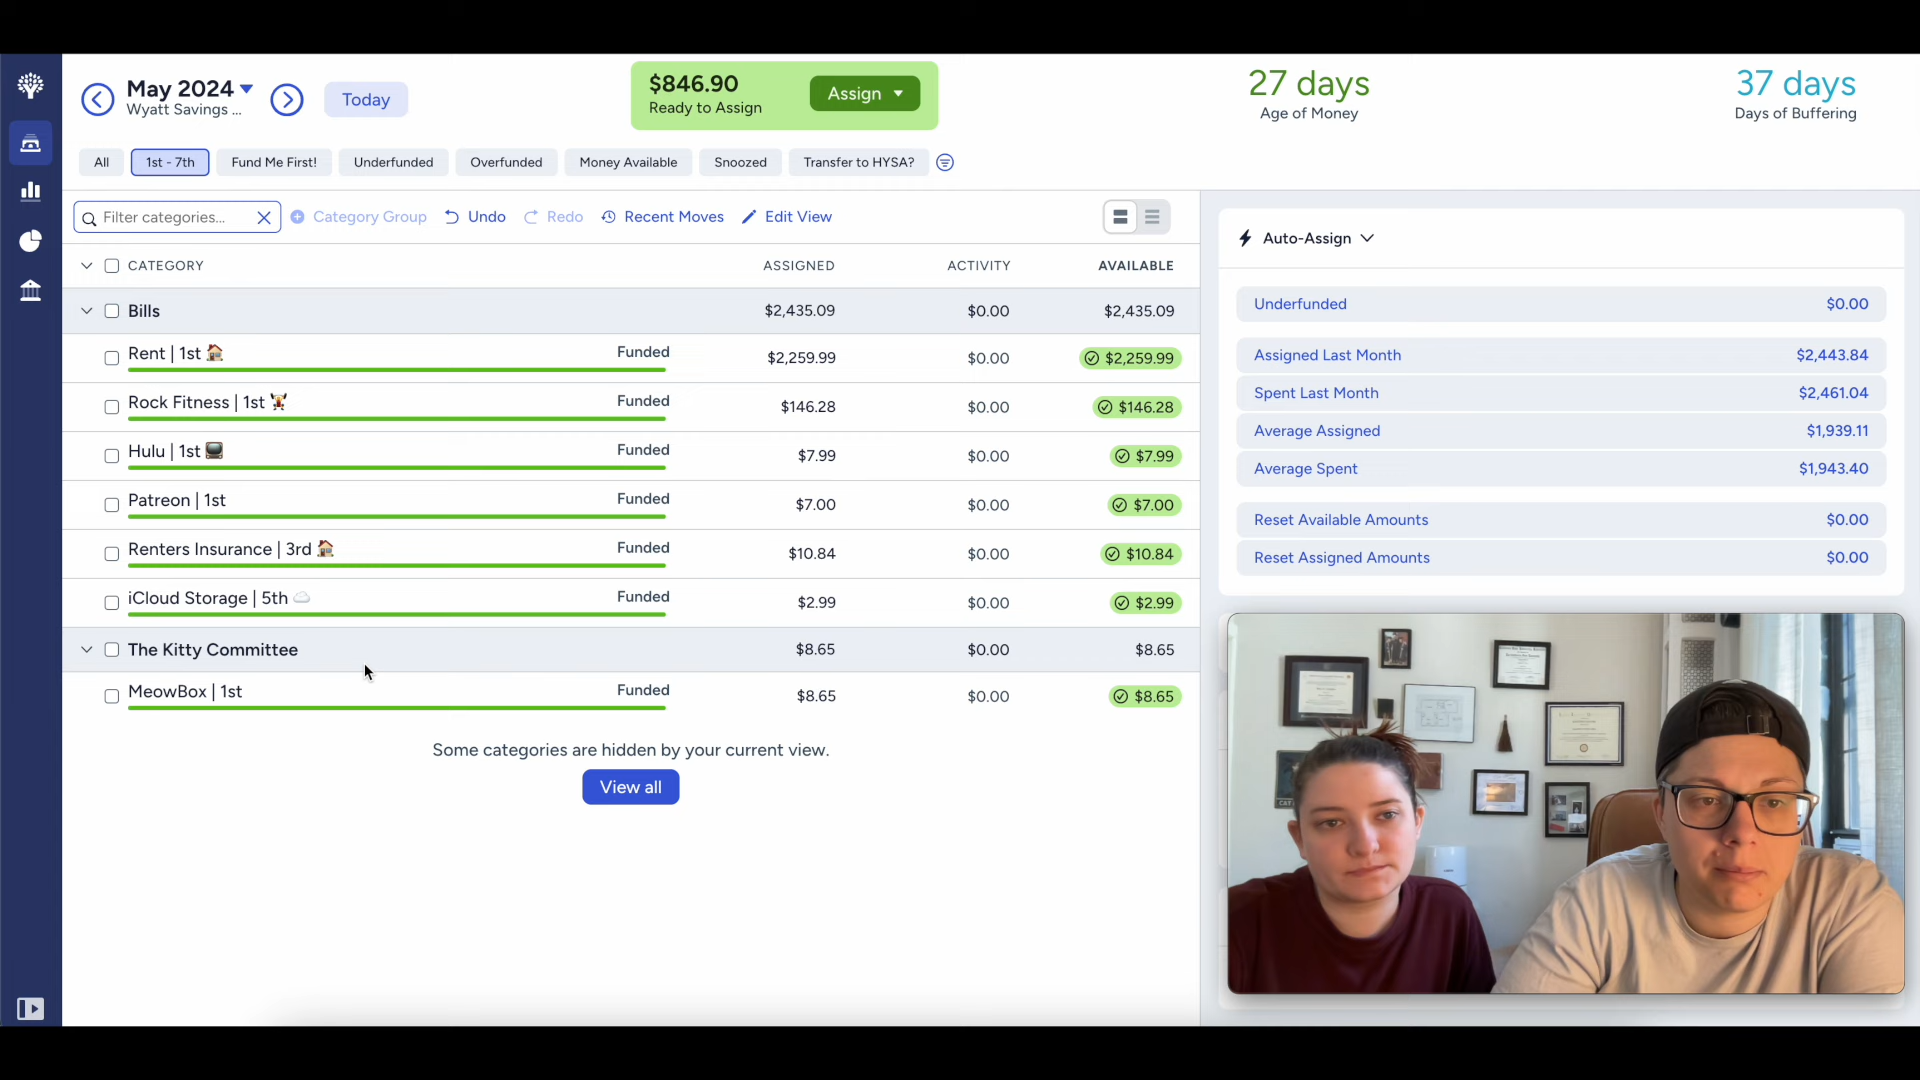 May 2024
Wyatt Savings ...
Today
$846.90
Ready to Assign
Assign
27 days
Age of Money
37 days
Days of Buffering
All
1st - 7th
Fund Me First!
Underfunded
Overfunded
Money Available
Snoozed
Transfer to HYSA?
Filter categories...
Category Group
Undo
Redo
Recent Moves
Edit View
CATEGORY ASSIGNED ACTIVITY AVAILABLE
Bills $2,435.09 $0.00 $2,435.09
Rent | 1st 🏠 Funded $2,259.99 $0.00 $2,259.99
Rock Fitness | 1st 🏋️ Funded $146.28 $0.00 $146.28
Hulu | 1st 📺 Funded $7.99 $0.00 $7.99
Patreon | 1st Funded $7.00 $0.00 $7.00
Renters Insurance | 3rd 🏠 Funded $10.84 $0.00 $10.84
iCloud Storage | 5th ☁️ Funded $2.99 $0.00 $2.99
The Kitty Committee $8.65 $0.00 $8.65
MeowBox | 1st Funded $8.65 $0.00 $8.65
Some categories are hidden by your current view.
View all
Auto-Assign
Underfunded $0.00
Assigned Last Month $2,443.84
Spent Last Month $2,461.04
Average Assigned $1,939.11
Average Spent $1,943.40
Reset Available Amounts $0.00
Reset Assigned Amounts $0.00